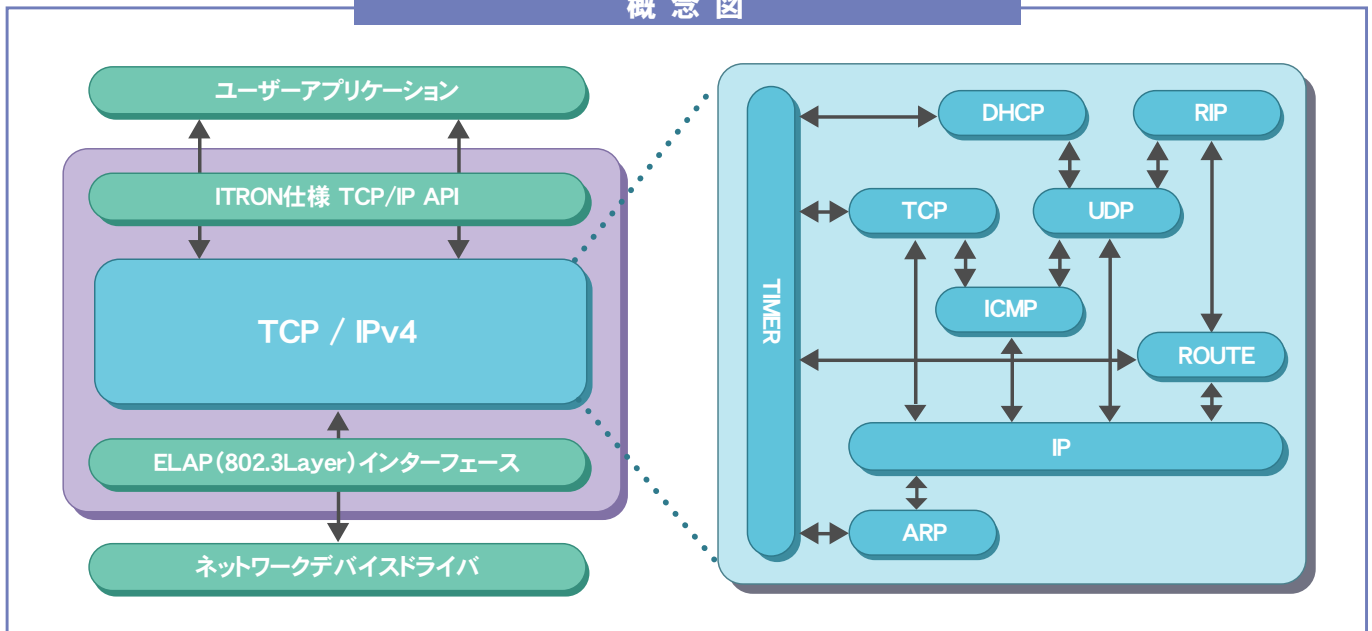 概念図
ユーザーアプリケーション
ITRON仕様 TCP/IP API
TCP / IPv4
ELAP(802.3Layer)インターフェース
ネットワークデバイスドライバ
TIMER
DHCP
RIP
TCP
UDP
ICMP
ROUTE
IP
ARP